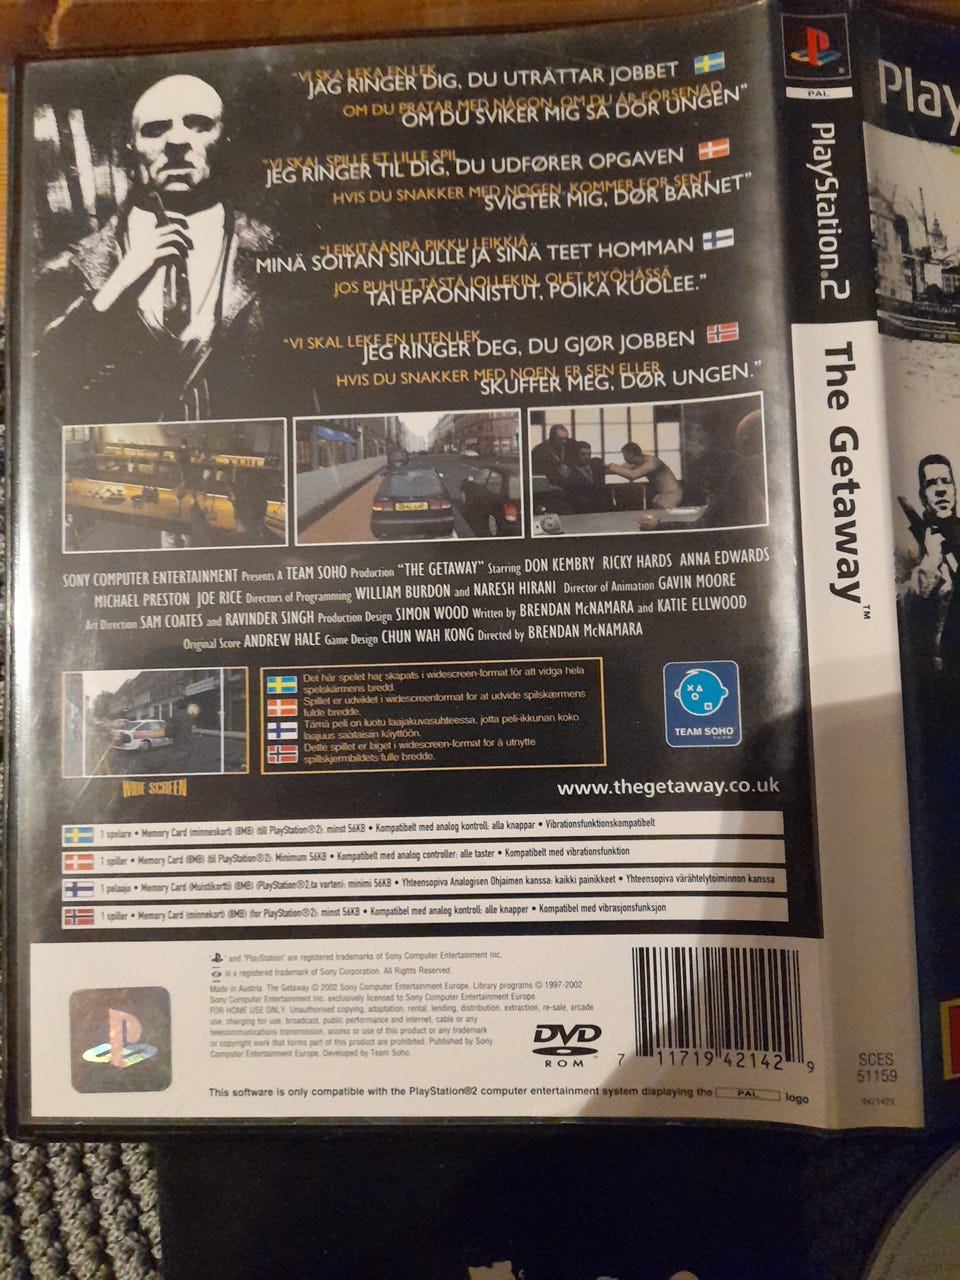 "VI SKA LEKA EN LEK
JAG RINGER DIG, DU UTRÄTTAR JOBBET
OM DU PRATAR MED NÅGON, OM DU ÄR FÖRSENAD
OM DU SVIKER MIG SÅ DÖR UNGEN"
"VI SKAL SPILLE ET LILLE SPIL
JEG RINGER TIL DIG, DU UDFØRER OPGAVEN
HVIS DU SNAKKER MED NOGEN, KOMMER FOR SENT
SVIGTER MIG, DØR BARNET"
"LEIKITÄÄNPÄ PIKKU LEIKKIÄ
MINÄ SOITAN SINULLE JA SINÄ TEET HOMMAN
JOS PUHUT TÄSTÄ JOLLEKIN, OLET MYÖHÄSSÄ
TAI EPÄONNISTUT, POIKA KUOLEE."
"VI SKAL LEKE EN LITEN LEK
JEG RINGER DEG, DU GJØR JOBBEN
HVIS DU SNAKKER MED NOEN, ER SEN ELLER
SKUFFER MEG, DØR UNGEN."
SONY COMPUTER ENTERTAINMENT Presents A TEAM SOHO Production "THE GETAWAY" Starring DON KEMBRY RICKY HARDS ANNA EDWARDS
MICHAEL PRESTON JOE RICE Directors of Programming WILLIAM BURDON and NARESH HIRANI Director of Animation GAVIN MOORE
Art Direction SAM COATES and RAVINDER SINGH Production Design SIMON WOOD Written by BRENDAN McNAMARA and KATIE ELLWOOD
Original Score ANDREW HALE Game Design CHUN WAH KONG Directed by BRENDAN McNAMARA
Det här spelet har skapats i widescreen-format för att vidga hela
spelskärmens bredd.
Spillet er udviklet i widescreenformat for at udvide spilskærmens
fulde bredde.
Tämä peli on luotu laajakuvasuhteessa, jotta peli-ikkunan koko
laajuus saataisiin käyttöön.
Dette spillet er laget i widescreen-format for å utnytte
spillskjermbildets fulle bredde.
WIDE SCREEN
TEAM SOHO
www.thegetaway.co.uk
1 spelare • Memory Card (minneskort) (8MB) (till PlayStation®2): minst 56KB • Kompatibelt med analog kontroll: alla knappar • Vibrationsfunktionskompatibelt
1 spiller • Memory Card (8MB) (til PlayStation®2): Minimum 56KB • Kompatibelt med analog controller: alle taster • Kompatibelt med vibrationsfunktion
1 pelaaja • Memory Card (Muistikortti) (8MB) (PlayStation®2:ta varten): minimi 56KB • Yhteensopiva Analogisen Ohjaimen kanssa: kaikki painikkeet • Yhteensopiva värähtelytoiminnon kanssa
1 spiller • Memory Card (minnekort) (8MB) (for PlayStation®2): minst 56KB • Kompatibel med analog kontroll: alle knapper • Kompatibel med vibrasjonsfunksjon
" " and "PlayStation" are registered trademarks of Sony Computer Entertainment Inc.
is a registered trademark of Sony Corporation. All Rights Reserved.
Made in Austria. The Getaway © 2002 Sony Computer Entertainment Europe. Library programs © 1997-2002
Sony Computer Entertainment Inc. exclusively licensed to Sony Computer Entertainment Europe.
FOR HOME USE ONLY. Unauthorised copying, adaptation, rental, lending, distribution, extraction, re-sale, arcade
use, charging for use, broadcast, public performance and internet, cable or any
telecommunications transmission, access or use of this product or any trademark
or copyright work that forms part of this product are prohibited. Published by Sony
Computer Entertainment Europe. Developed by Team Soho.
DVD
ROM
7 11719 42142 9
This software is only compatible with the PlayStation®2 computer entertainment system displaying the PAL logo
PAL
PlayStation.2
The Getaway™
SCES
51159
9421429
Play